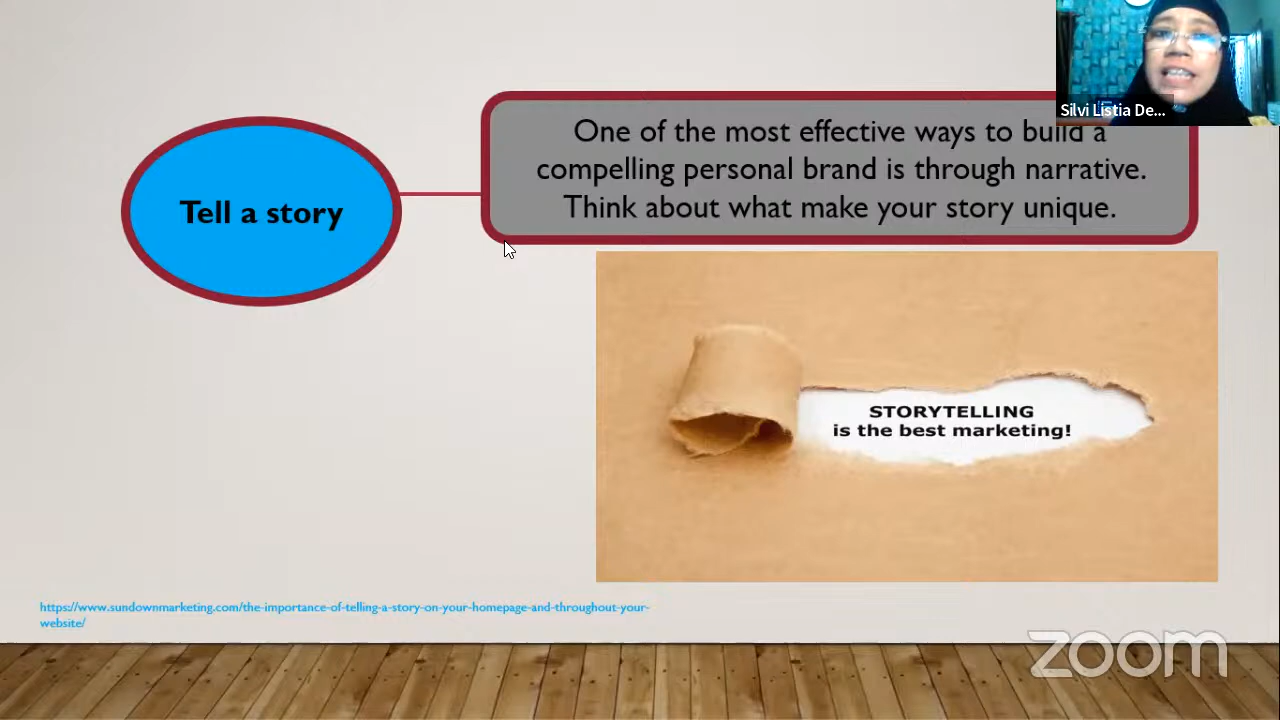 Silvi Listia De...
Tell a story
One of the most effective ways to build a
compelling personal brand is through narrative.
Think about what make your story unique.
STORYTELLING
is the best marketing!
https://www.sundownmarketing.com/the-importance-of-telling-a-story-on-your-homepage-and-throughout-your-
website/
zoom